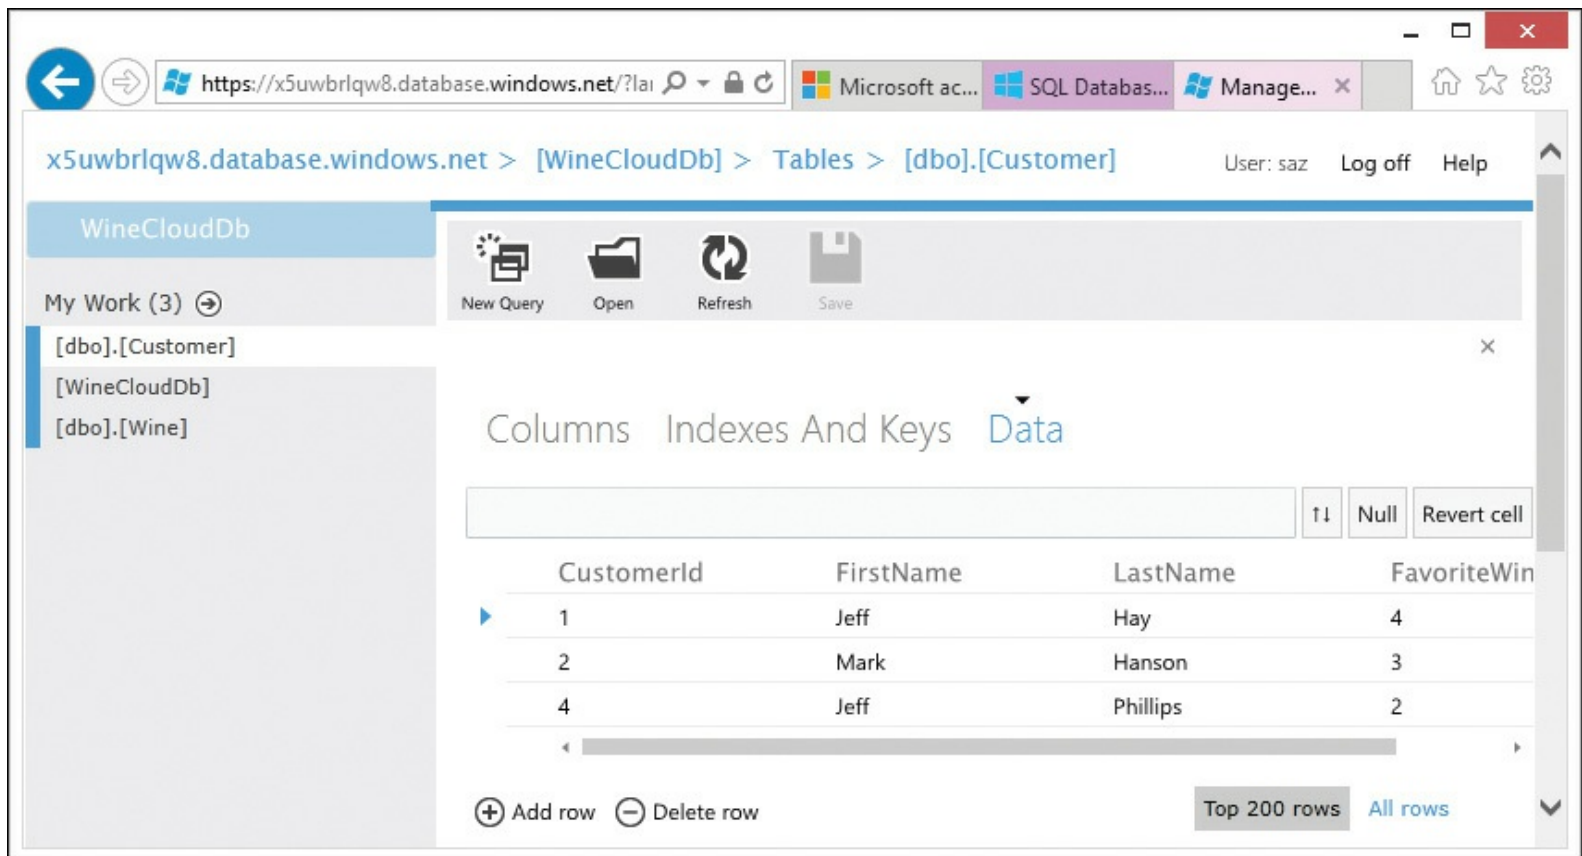 https://x5uwbrlqw8.database.windows.net/?lai
Microsoft ac...
SQL Databas...
Manage...
x5uwbrlqw8.database.windows.net > [WineCloudDb] > Tables > [dbo].[Customer]
User: saz Log off Help
WineCloudDb
My Work (3)
[dbo].[Customer]
[WineCloudDb]
[dbo].[Wine]
New Query Open Refresh Save
Columns Indexes And Keys Data
Null Revert cell
CustomerId FirstName LastName FavoriteWin
1 Jeff Hay 4
2 Mark Hanson 3
4 Jeff Phillips 2
Add row Delete row
Top 200 rows All rows